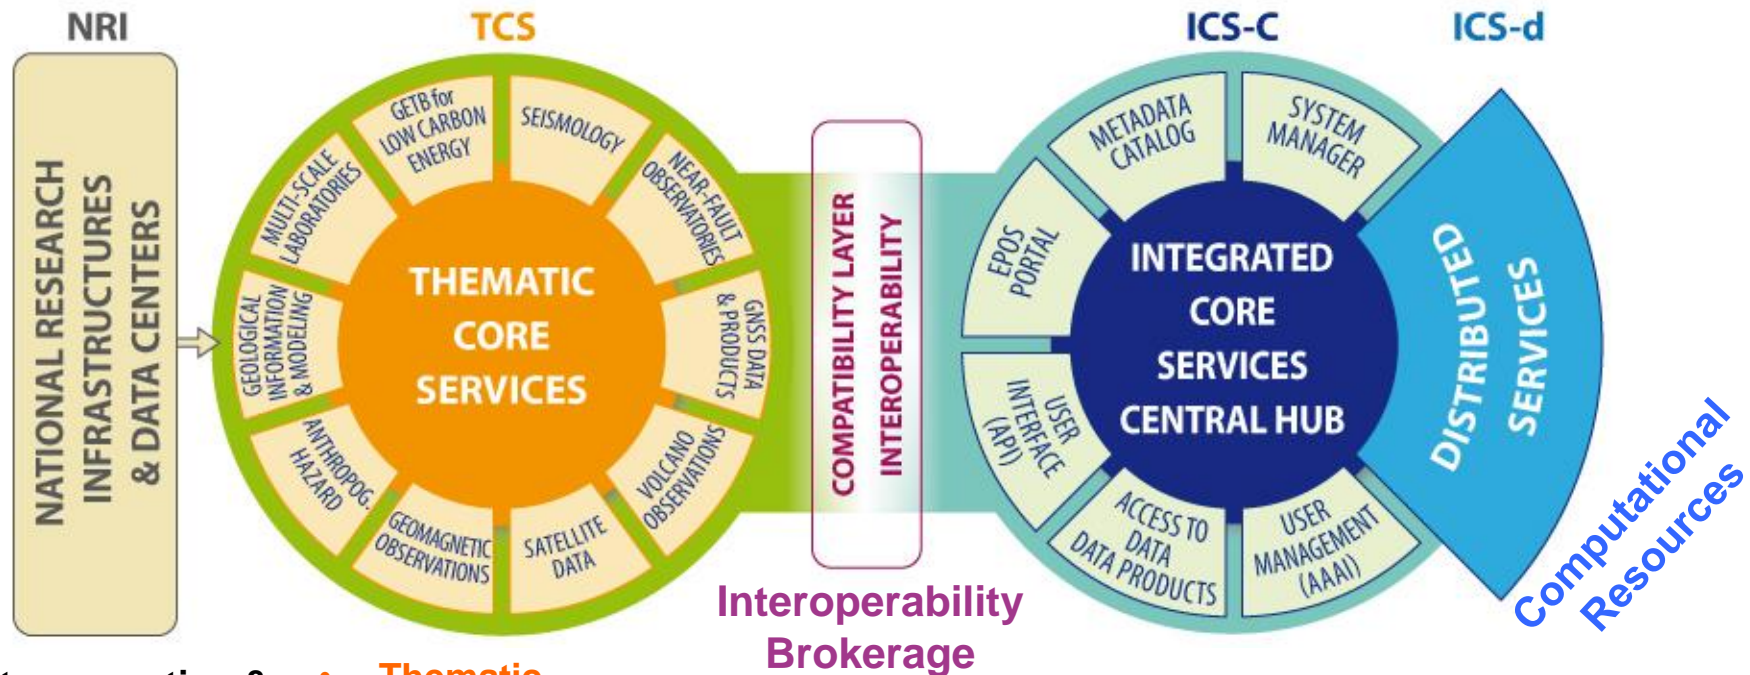 NRI
TCS
ICS-C
ICS-d
NATIONAL RESEARCH
INFRASTRUCTURES
& DATA CENTERS
THEMATIC
CORE
SERVICES
SEISMOLOGY
NEAR-FAULT
OBSERVATORIES
GNSS DATA
& PRODUCTS
VOLCANO
OBSERVATIONS
SATELLITE
DATA
GEOMAGNETIC
OBSERVATIONS
ANTHROPOG.
HAZARD
GEOLOGICAL
INFORMATION
& MODELING
MULTI-SCALE
LABORATORIES
GETB for
LOW CARBON
ENERGY
COMPATIBILITY LAYER
INTEROPERABILITY
Interoperability
Brokerage
INTEGRATED
CORE
SERVICES
CENTRAL HUB
METADATA
CATALOG
SYSTEM
MANAGER
EPOS
PORTAL
USER
INTERFACE
(API)
ACCESS TO
DATA
DATA PRODUCTS
USER
MANAGEMENT
(AAAI)
DISTRIBUTED
SERVICES
Computational
Resources
• Thematic